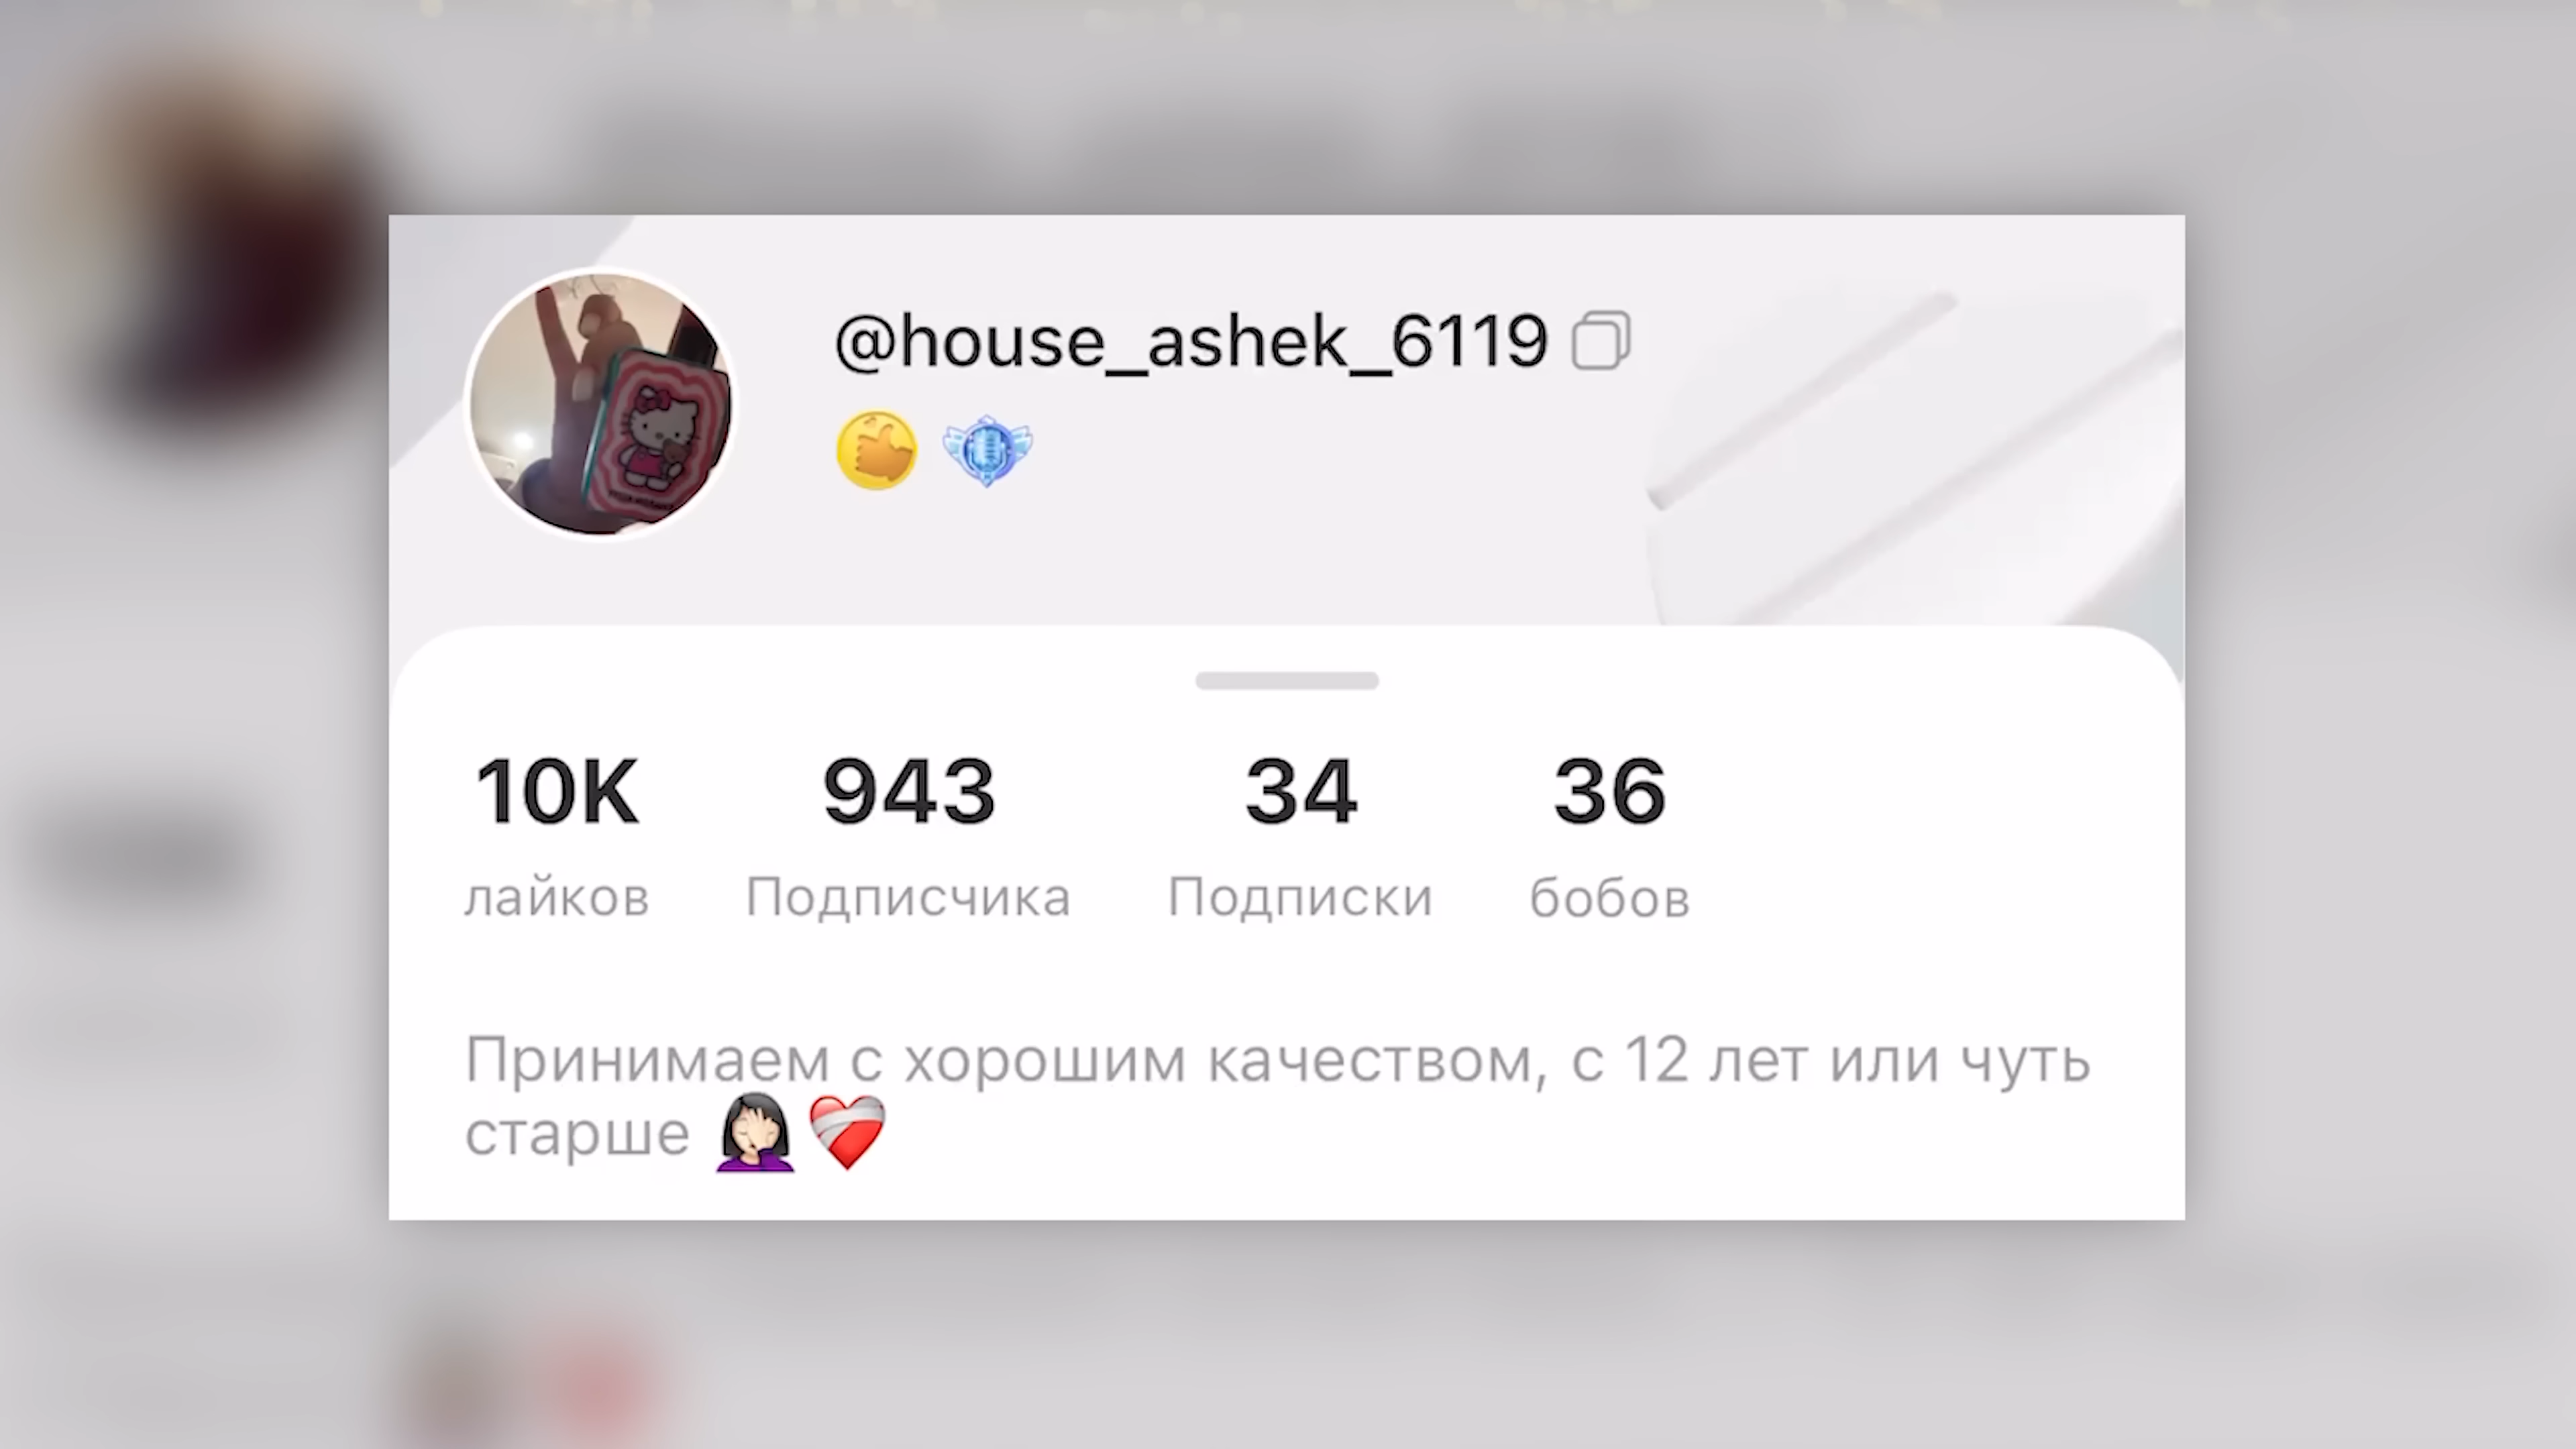 @house_ashek_6119
10K
лайков
943
Подписчика
34
Подписки
36
бобов
Принимаем с хорошим качеством, с 12 лет или чуть
старше 🤦🏻‍♀️ ❤️‍🩹